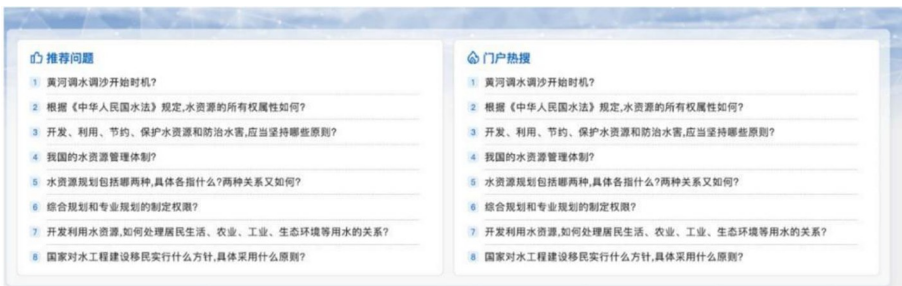 推荐问题
1 黄河调水调沙开始时机?
2 根据《中华人民国水法》规定,水资源的所有权属性如何?
3 开发、利用、节约、保护水资源和防治水害,应当坚持哪些原则?
4 我国的水资源管理体制?
5 水资源规划包括哪两种,具体各指什么?两种关系又如何?
6 综合规划和专业规划的制定权限?
7 开发利用水资源,如何处理居民生活、农业、工业、生态环境等用水的关系?
8 国家对水工程建设移民实行什么方针,具体采用什么原则?
门户热搜
1 黄河调水调沙开始时机?
2 根据《中华人民国水法》规定,水资源的所有权属性如何?
3 开发、利用、节约、保护水资源和防治水害,应当坚持哪些原则?
4 我国的水资源管理体制?
5 水资源规划包括哪两种,具体各指什么?两种关系又如何?
6 综合规划和专业规划的制定权限?
7 开发利用水资源,如何处理居民生活、农业、工业、生态环境等用水的关系?
8 国家对水工程建设移民实行什么方针,具体采用什么原则?